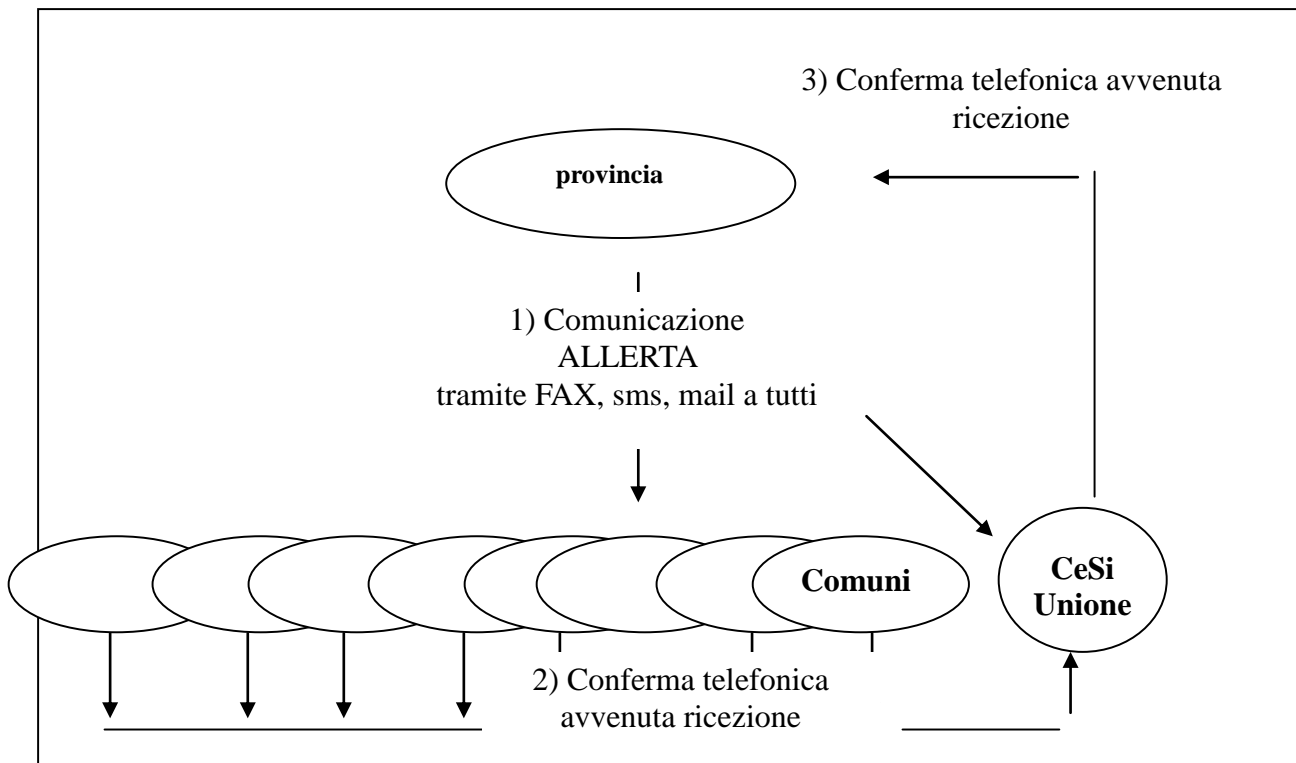 3) Conferma telefonica avvenuta
ricezione
provincia
1) Comunicazione
ALLERTA
tramite FAX, sms, mail a tutti
Comuni
CeSi
Unione
2) Conferma telefonica
avvenuta ricezione